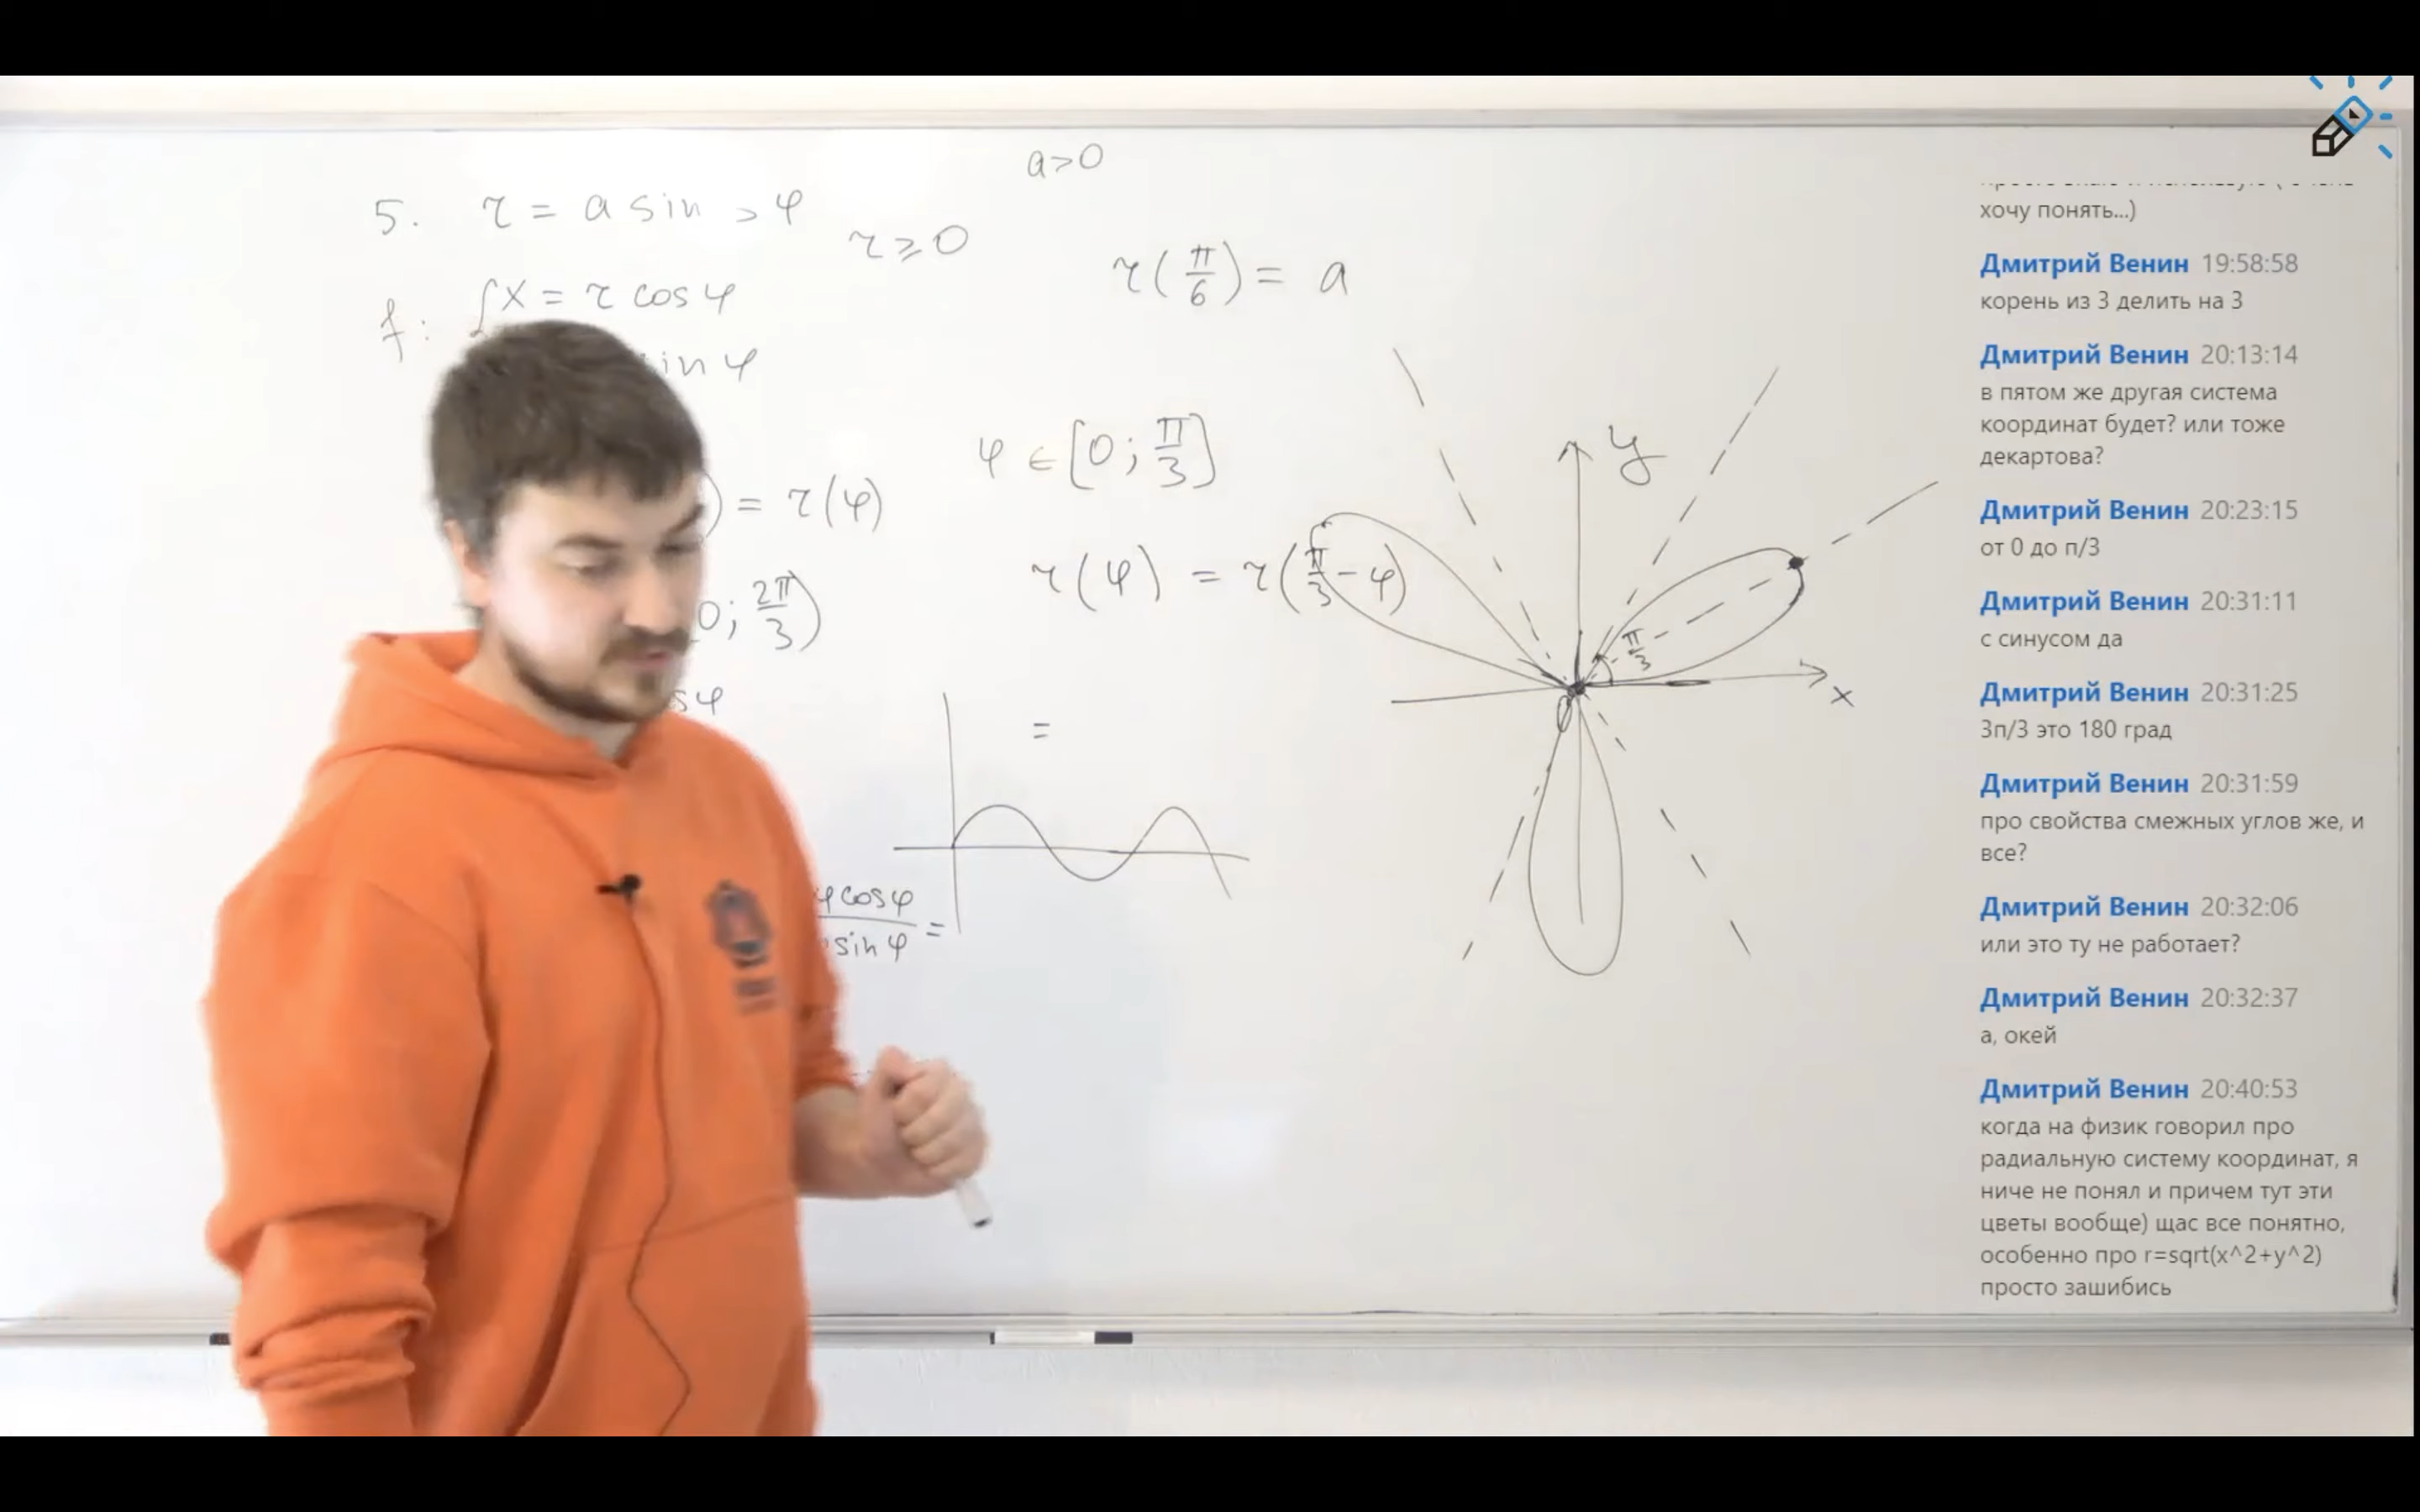 a>0
5. r = a sin 3φ
r ⩾ 0
r(π/6) = a
f: { x = r cos φ
in φ
φ ∈ [0; π/3]
) = r(φ)
r(φ) = r(π/3 - φ)
0; 2π/3)
os φ
=
φ cos φ / sin φ =
y
π/3
x
0
хочу понять...)
Дмитрий Венин 19:58:58
корень из 3 делить на 3
Дмитрий Венин 20:13:14
в пятом же другая система
координат будет? или тоже
декартова?
Дмитрий Венин 20:23:15
от 0 до п/3
Дмитрий Венин 20:31:11
с синусом да
Дмитрий Венин 20:31:25
3п/3 это 180 град
Дмитрий Венин 20:31:59
про свойства смежных углов же, и
все?
Дмитрий Венин 20:32:06
или это ту не работает?
Дмитрий Венин 20:32:37
а, окей
Дмитрий Венин 20:40:53
когда на физик говорил про
радиальную систему координат, я
ниче не понял и причем тут эти
цветы вообще) щас все понятно,
особенно про r=sqrt(x^2+y^2)
просто зашибись